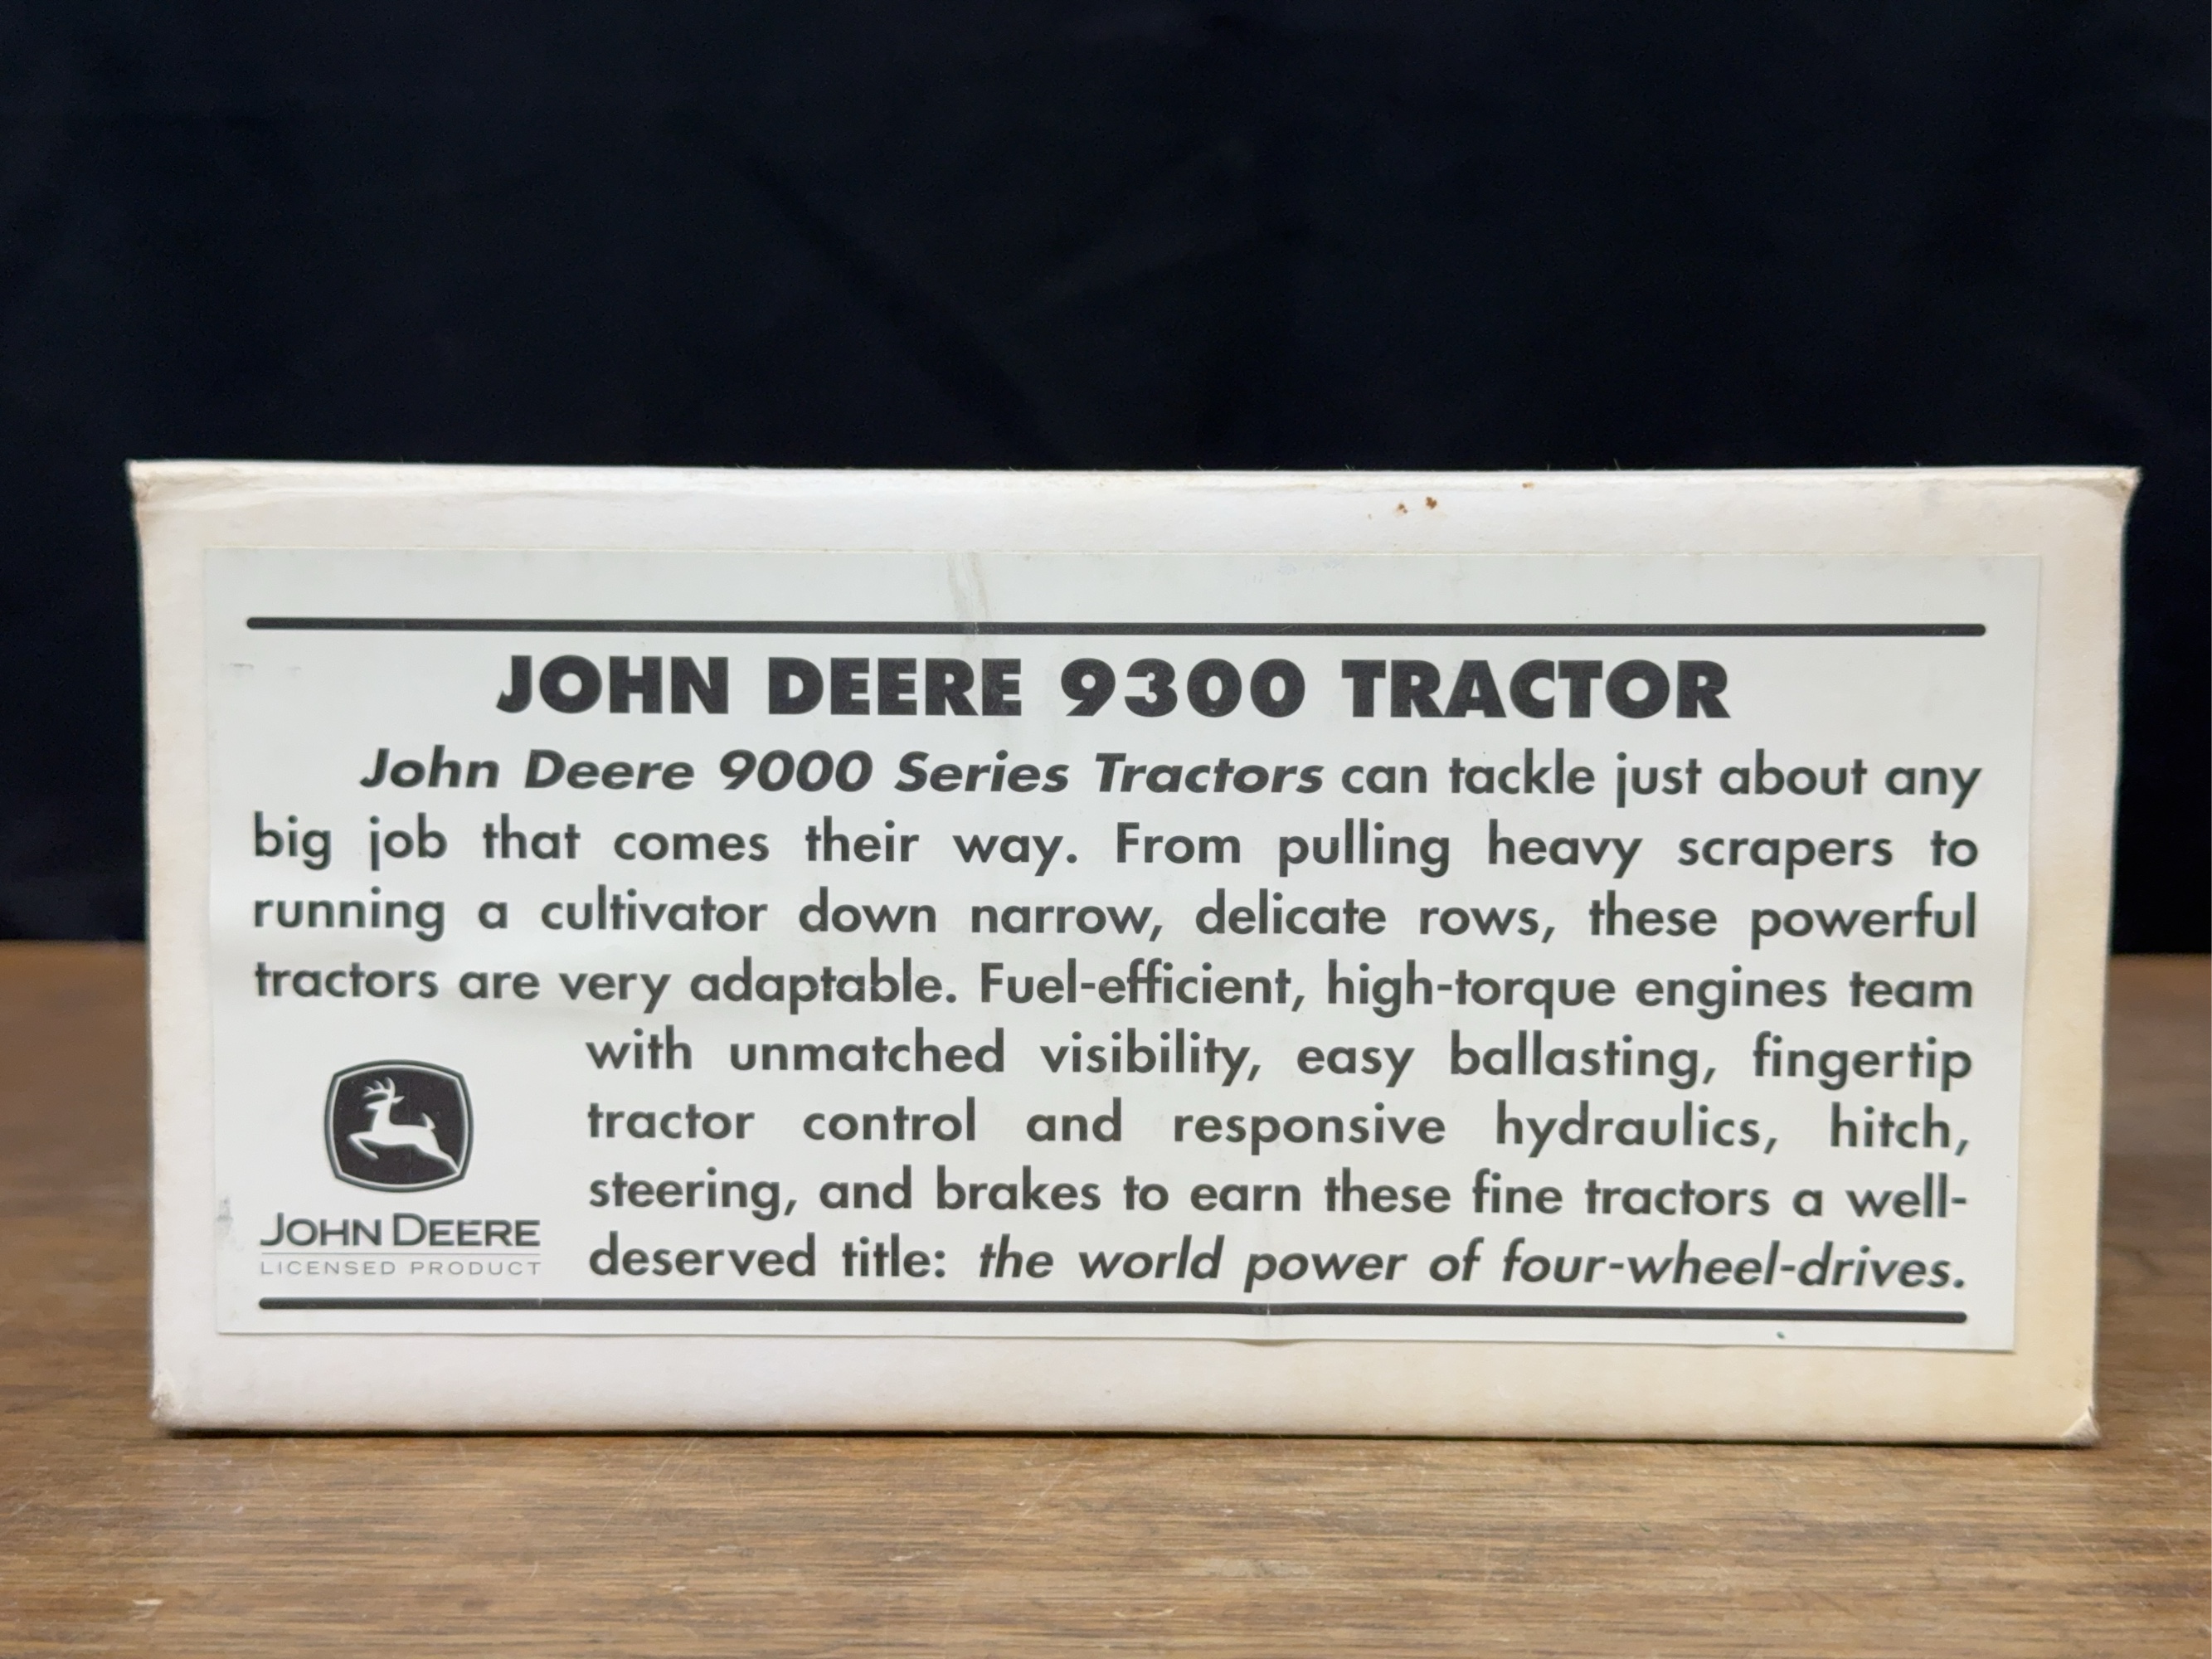 JOHN DEERE 9300 TRACTOR
John Deere 9000 Series Tractors can tackle just about any
big job that comes their way. From pulling heavy scrapers to
running a cultivator down narrow, delicate rows, these powerful
tractors are very adaptable. Fuel-efficient, high-torque engines team
with unmatched visibility, easy ballasting, fingertip
tractor control and responsive hydraulics, hitch,
steering, and brakes to earn these fine tractors a well-
deserved title: the world power of four-wheel-drives.
JOHN DEERE
LICENSED PRODUCT